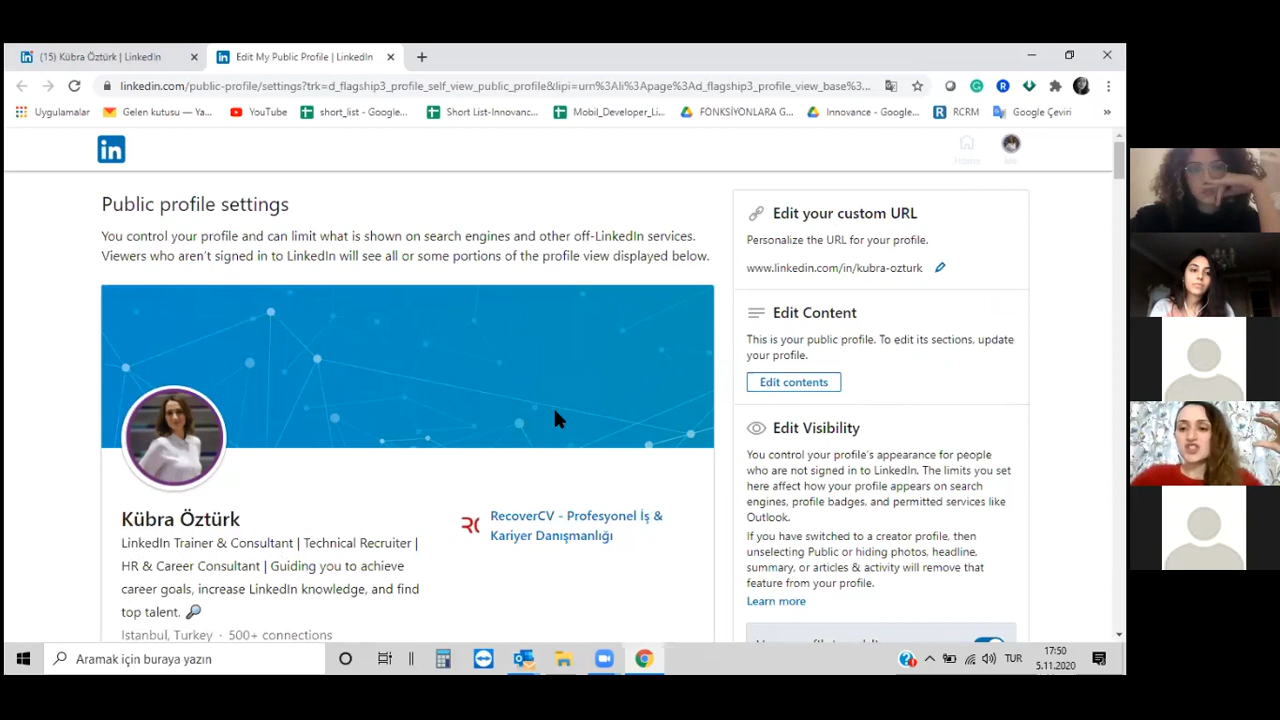 (15) Kübra Öztürk | LinkedIn
Edit My Public Profile | LinkedIn
linkedin.com/public-profile/settings?trk=d_flagship3_profile_self_view_public_profile&lipi=urn%3Ali%3Apage%3Ad_flagship3_profile_view_base%3...
Uygulamalar
Gelen kutusu — Ya...
YouTube
short_list - Google...
Short List-Innovanc...
Mobil_Developer_Li...
FONKSİYONLARA G...
Innovance - Google...
RCRM
Google Çeviri
»
in
Home
Me
Public profile settings
You control your profile and can limit what is shown on search engines and other off-LinkedIn services.
Viewers who aren't signed in to LinkedIn will see all or some portions of the profile view displayed below.
Kübra Öztürk
LinkedIn Trainer & Consultant | Technical Recruiter |
HR & Career Consultant | Guiding you to achieve
career goals, increase LinkedIn knowledge, and find
top talent. 🔎
Istanbul, Turkey · 500+ connections
RecoverCV - Profesyonel İş &
Kariyer Danışmanlığı
Edit your custom URL
Personalize the URL for your profile.
www.linkedin.com/in/kubra-ozturk
Edit Content
This is your public profile. To edit its sections, update
your profile.
Edit contents
Edit Visibility
You control your profile's appearance for people
who are not signed in to LinkedIn. The limits you set
here affect how your profile appears on search
engines, profile badges, and permitted services like
Outlook.
If you have switched to a creator profile, then
unselecting Public or hiding photos, headline,
summary, or articles & activity will remove that
feature from your profile.
Learn more
Aramak için buraya yazın
TUR
17:50
5.11.2020